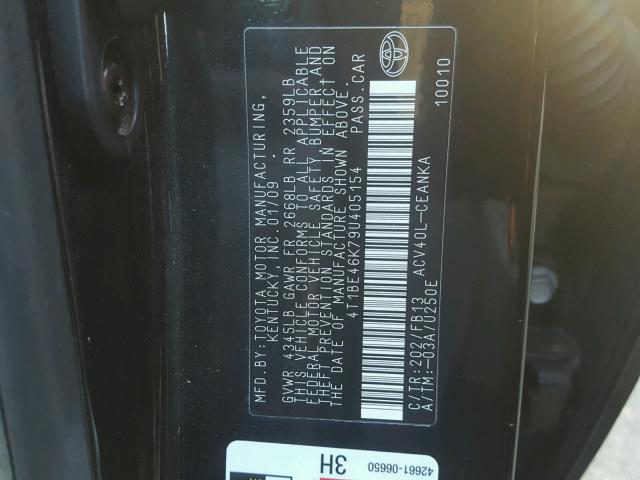 MFD.BY:TOYOTA MOTOR MANUFACTURING,
KENTUCKY, INC. 01/09
GVWR 4345LB GAWR FR 2668LB RR 2359LB
THIS VEHICLE CONFORMS TO ALL APPLICABLE
FEDERAL MOTOR VEHICLE SAFETY, BUMPER, AND
THEFT PREVENTION STANDARDS IN EFFECT ON
THE DATE OF MANUFACTURE SHOWN ABOVE.
4T1BE46K79U405154 PASS.CAR
C/TR:202/FB13 ACV40L-CEANKA
A/TM:-03A/U250E
10010
42661-06650
3H